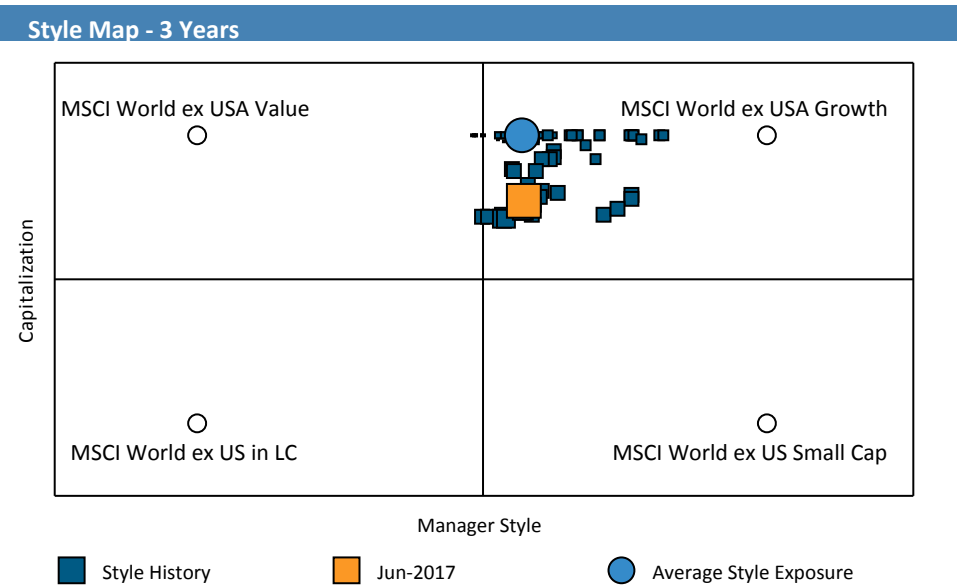 Style Map - 3 Years
MSCI World ex USA Value
MSCI World ex USA Growth
Capitalization
MSCI World ex US in LC
MSCI World ex US Small Cap
Manager Style
Style History
Jun-2017
Average Style Exposure